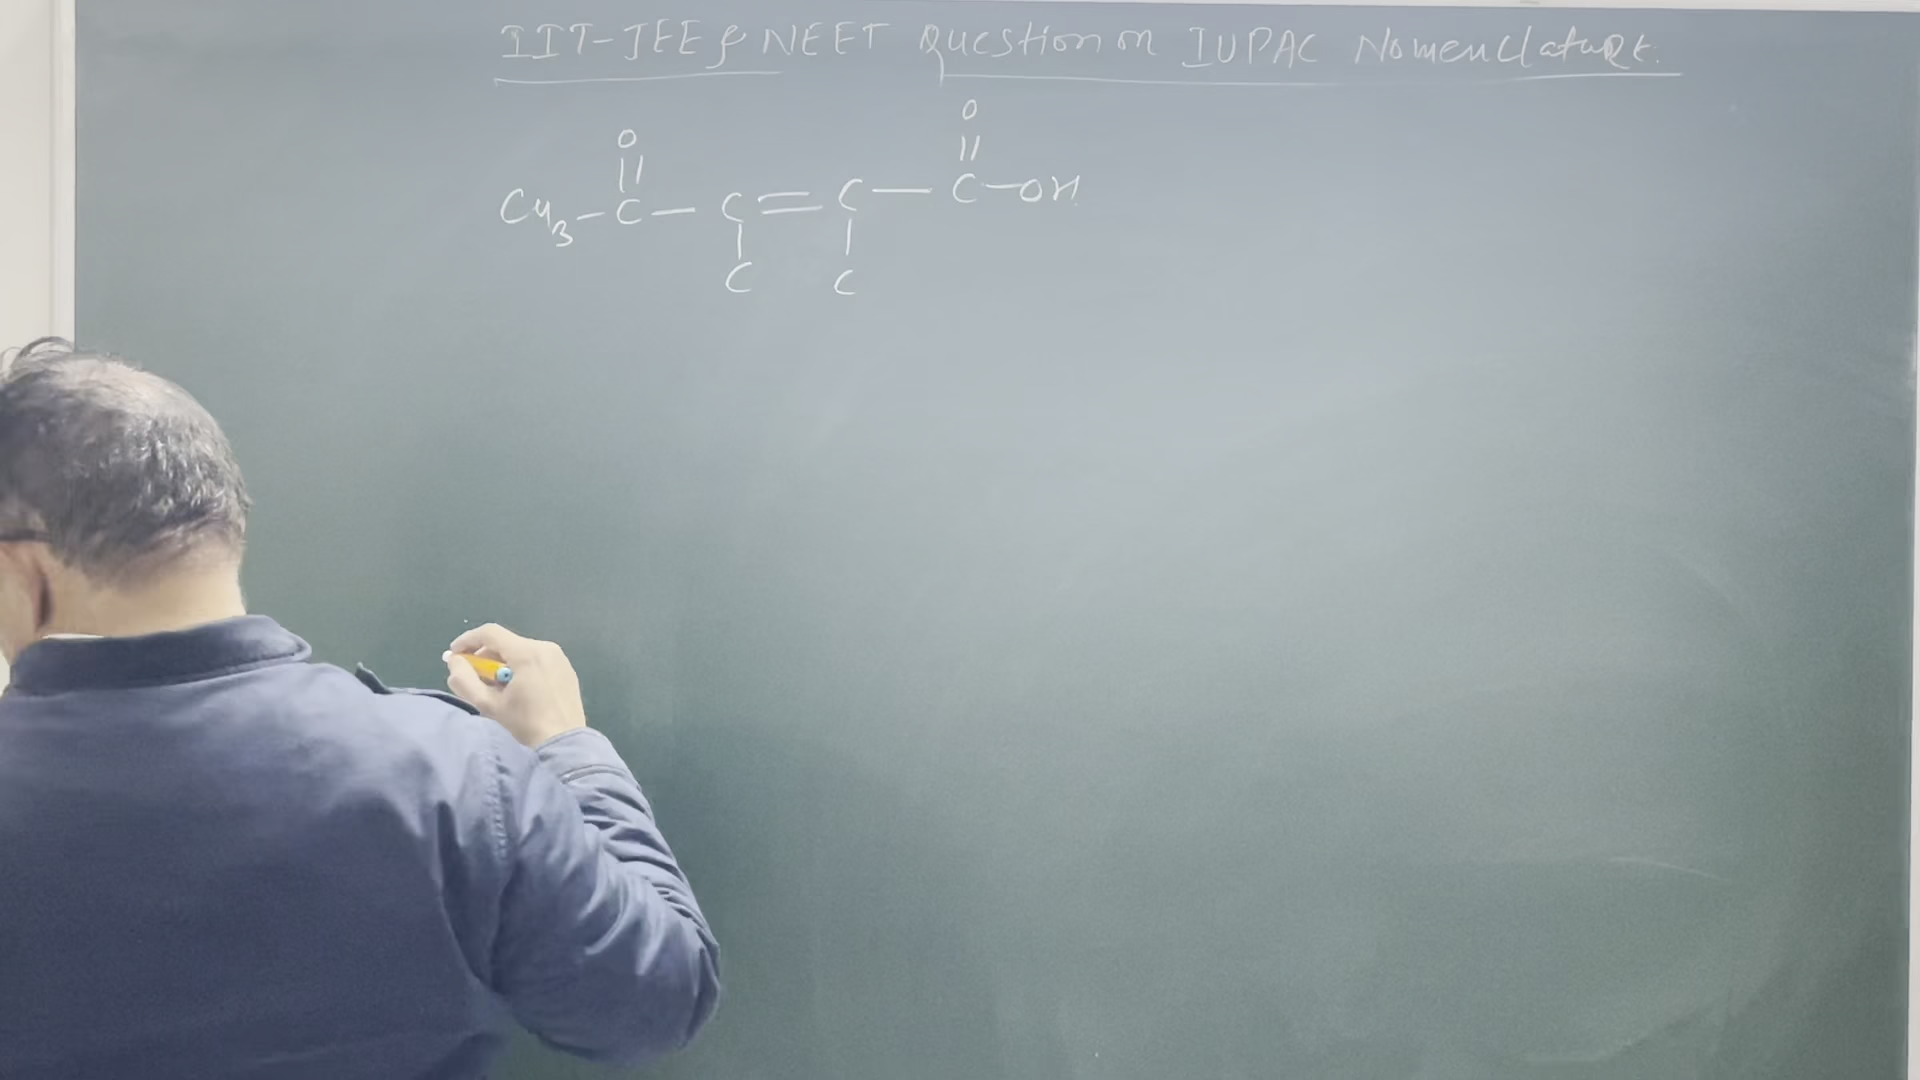 IIT-JEE & NEET Question on IUPAC Nomenclature.
O O
|| ||
CH3-C-C=C-C-OH
| |
C C